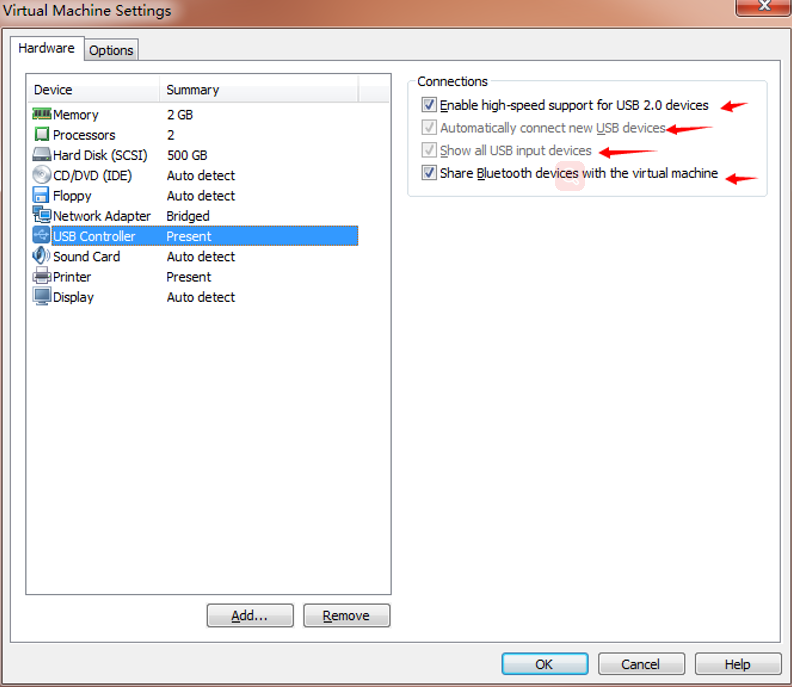 Virtual Machine Settings
Hardware Options
Device Summary
Memory 2 GB
Processors 2
Hard Disk (SCSI) 500 GB
CD/DVD (IDE) Auto detect
Floppy Auto detect
Network Adapter Bridged
USB Controller Present
Sound Card Auto detect
Printer Present
Display Auto detect
Connections
Enable high-speed support for USB 2.0 devices
Automatically connect new USB devices
Show all USB input devices
Share Bluetooth devices with the virtual machine
Add... Remove
OK Cancel Help